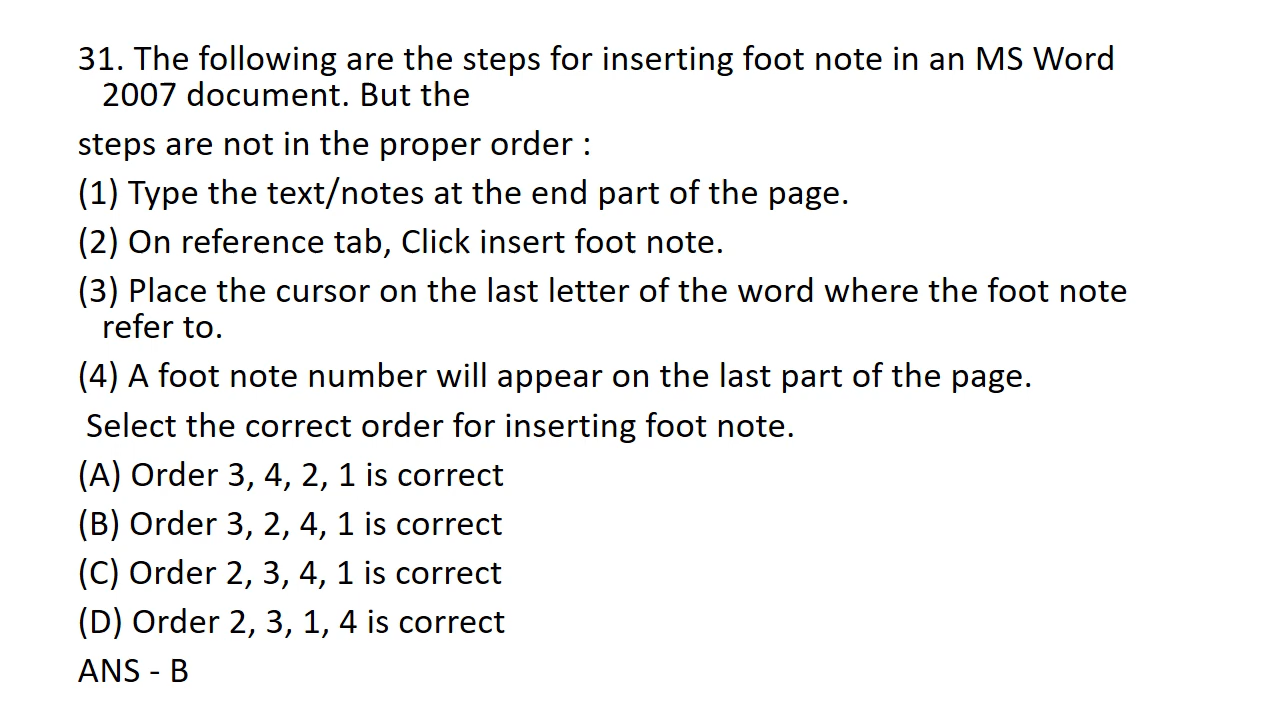 31. The following are the steps for inserting foot note in an MS Word
2007 document. But the
steps are not in the proper order :
(1) Type the text/notes at the end part of the page.
(2) On reference tab, Click insert foot note.
(3) Place the cursor on the last letter of the word where the foot note
refer to.
(4) A foot note number will appear on the last part of the page.
Select the correct order for inserting foot note.
(A) Order 3, 4, 2, 1 is correct
(B) Order 3, 2, 4, 1 is correct
(C) Order 2, 3, 4, 1 is correct
(D) Order 2, 3, 1, 4 is correct
ANS - B